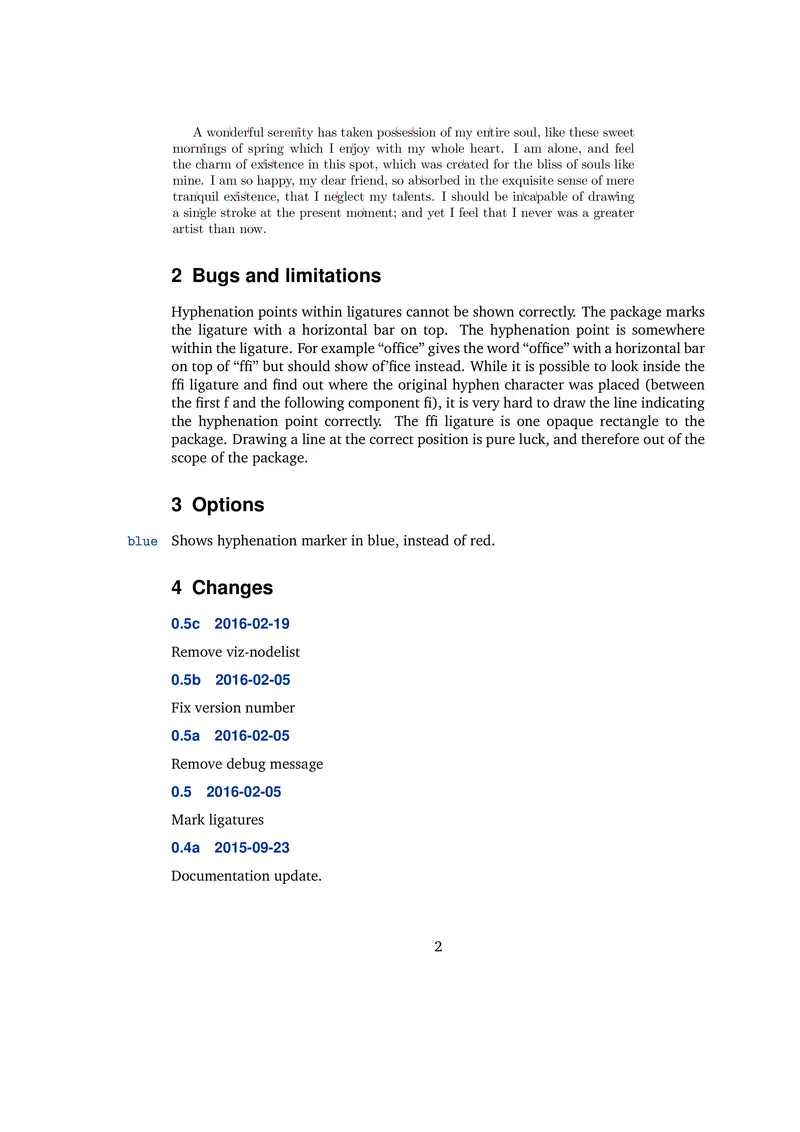 A wonderful serenity has taken possession of my entire soul, like these sweet
mornings of spring which I enjoy with my whole heart. I am alone, and feel
the charm of existence in this spot, which was created for the bliss of souls like
mine. I am so happy, my dear friend, so absorbed in the exquisite sense of mere
tranquil existence, that I neglect my talents. I should be incapable of drawing
a single stroke at the present moment; and yet I feel that I never was a greater
artist than now.
2 Bugs and limitations
Hyphenation points within ligatures cannot be shown correctly. The package marks
the ligature with a horizontal bar on top. The hyphenation point is somewhere
within the ligature. For example “office” gives the word “office” with a horizontal bar
on top of “ffi” but should show of’fice instead. While it is possible to look inside the
ffi ligature and find out where the original hyphen character was placed (between
the first f and the following component fi), it is very hard to draw the line indicating
the hyphenation point correctly. The ffi ligature is one opaque rectangle to the
package. Drawing a line at the correct position is pure luck, and therefore out of the
scope of the package.
3 Options
blue Shows hyphenation marker in blue, instead of red.
4 Changes
0.5c 2016-02-19
Remove viz-nodelist
0.5b 2016-02-05
Fix version number
0.5a 2016-02-05
Remove debug message
0.5 2016-02-05
Mark ligatures
0.4a 2015-09-23
Documentation update.
2